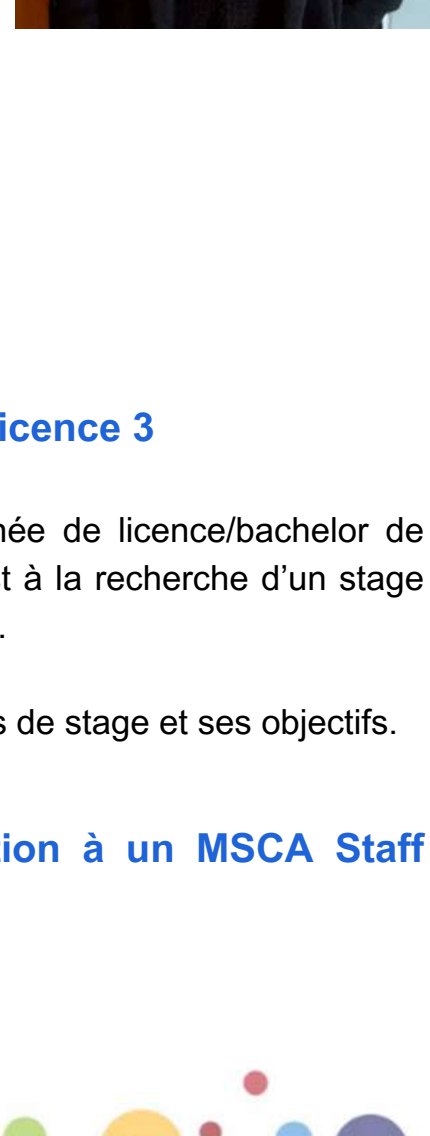 icence 3
née de licence/bachelor de
t à la recherche d’un stage
.
s de stage et ses objectifs.
tion à un MSCA Staff